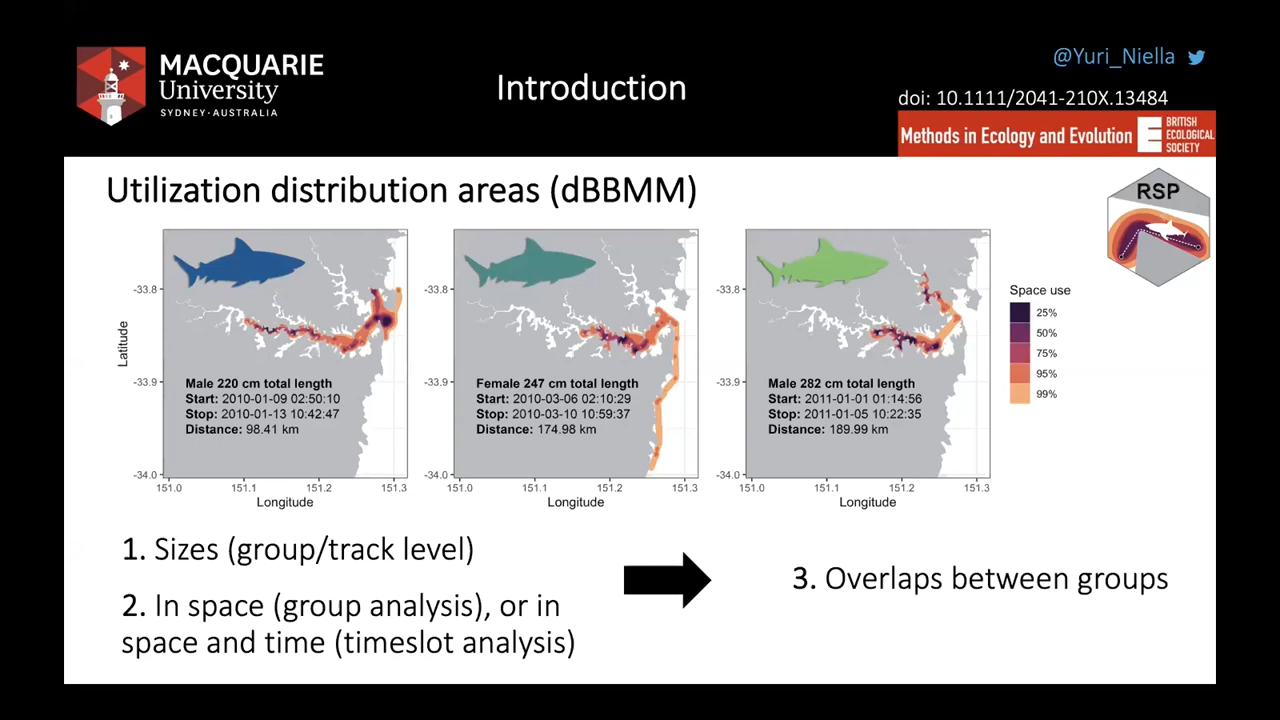 MACQUARIE
University
SYDNEY·AUSTRALIA
Introduction
@Yuri_Niella
doi: 10.1111/2041-210X.13484
Methods in Ecology and Evolution
BRITISH
ECOLOGICAL
SOCIETY
Utilization distribution areas (dBBMM)
RSP
Latitude
-33.8
-33.9
-34.0
Male 220 cm total length
Start: 2010-01-09 02:50:10
Stop: 2010-01-13 10:42:47
Distance: 98.41 km
151.0 151.1 151.2 151.3
Longitude
-33.8
-33.9
-34.0
Female 247 cm total length
Start: 2010-03-06 02:10:29
Stop: 2010-03-10 10:59:37
Distance: 174.98 km
151.0 151.1 151.2 151.3
Longitude
-33.8
-33.9
-34.0
Male 282 cm total length
Start: 2011-01-01 01:14:56
Stop: 2011-01-05 10:22:35
Distance: 189.99 km
151.0 151.1 151.2 151.3
Longitude
Space use
25%
50%
75%
95%
99%
1. Sizes (group/track level)
2. In space (group analysis), or in
space and time (timeslot analysis)
3. Overlaps between groups